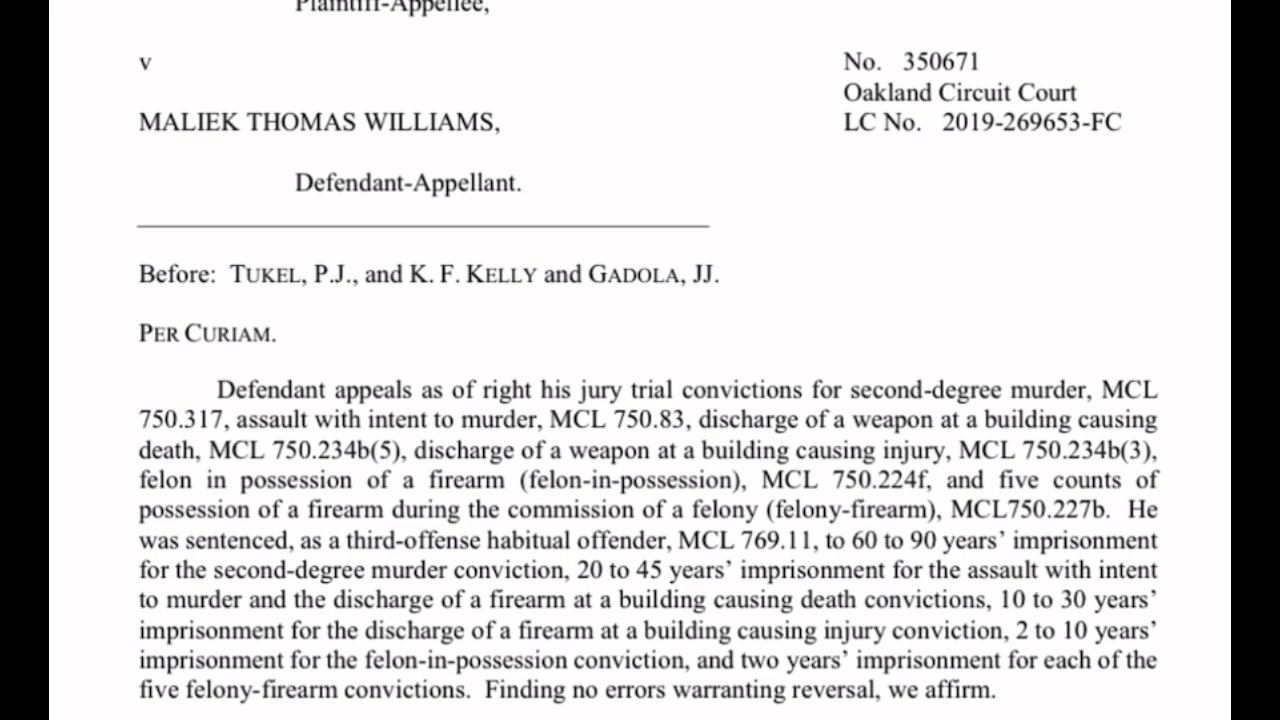 Plaintiff-Appellee,
v
No. 350671
Oakland Circuit Court
MALIEK THOMAS WILLIAMS,
LC No. 2019-269653-FC
Defendant-Appellant.
Before: TUKEL, P.J., and K. F. KELLY and GADOLA, JJ.
PER CURIAM.
Defendant appeals as of right his jury trial convictions for second-degree murder, MCL
750.317, assault with intent to murder, MCL 750.83, discharge of a weapon at a building causing
death, MCL 750.234b(5), discharge of a weapon at a building causing injury, MCL 750.234b(3),
felon in possession of a firearm (felon-in-possession), MCL 750.224f, and five counts of
possession of a firearm during the commission of a felony (felony-firearm), MCL750.227b. He
was sentenced, as a third-offense habitual offender, MCL 769.11, to 60 to 90 years’ imprisonment
for the second-degree murder conviction, 20 to 45 years’ imprisonment for the assault with intent
to murder and the discharge of a firearm at a building causing death convictions, 10 to 30 years’
imprisonment for the discharge of a firearm at a building causing injury conviction, 2 to 10 years’
imprisonment for the felon-in-possession conviction, and two years’ imprisonment for each of the
five felony-firearm convictions. Finding no errors warranting reversal, we affirm.